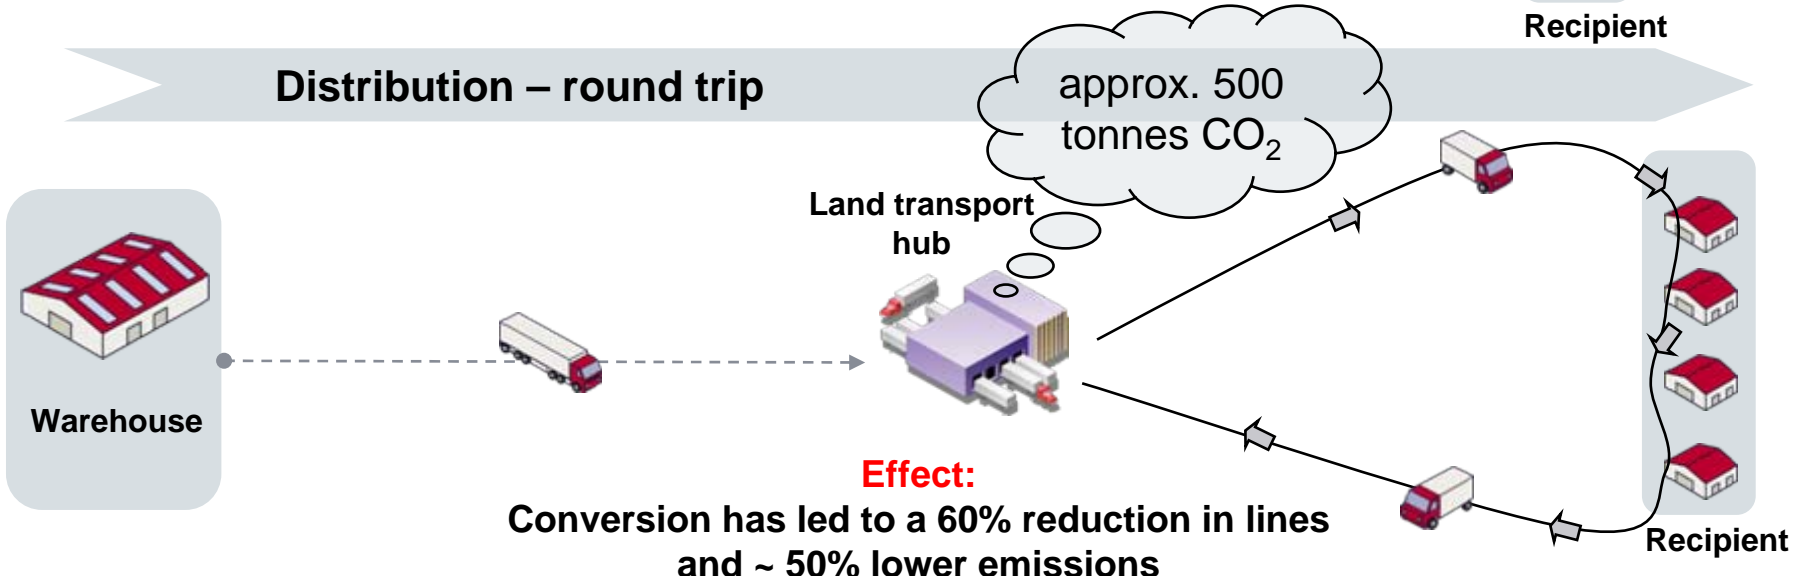 Recipient
Distribution – round trip
approx. 500
tonnes CO₂
Land transport
hub
Warehouse
Effect:
Conversion has led to a 60% reduction in lines
and ~ 50% lower emissions
Recipient